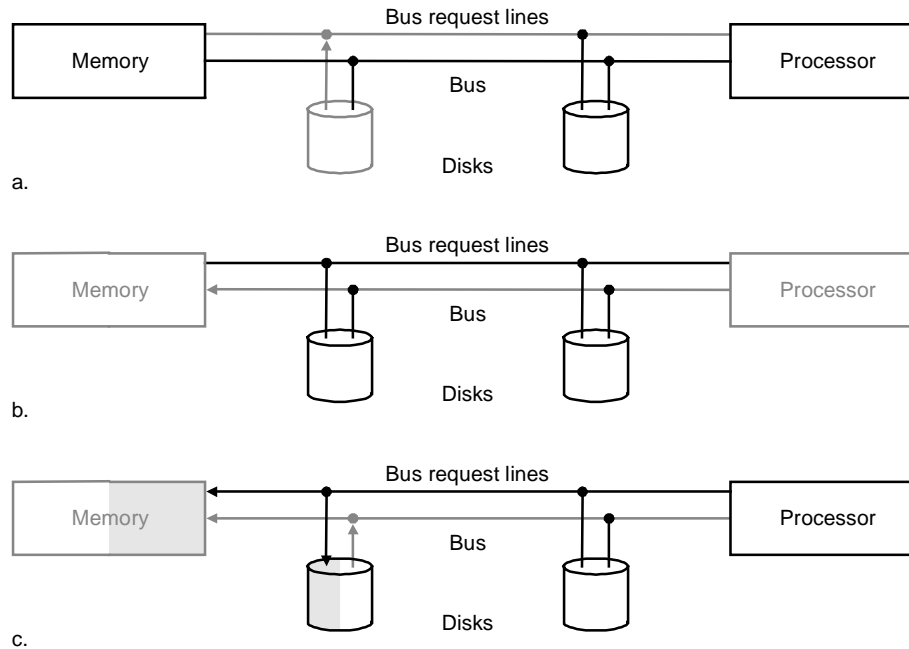 Bus request lines
Memory
Processor
Bus
Disks
a.
Bus request lines
Memory
Processor
Bus
Disks
b.
Bus request lines
Memory
Processor
Bus
Disks
c.